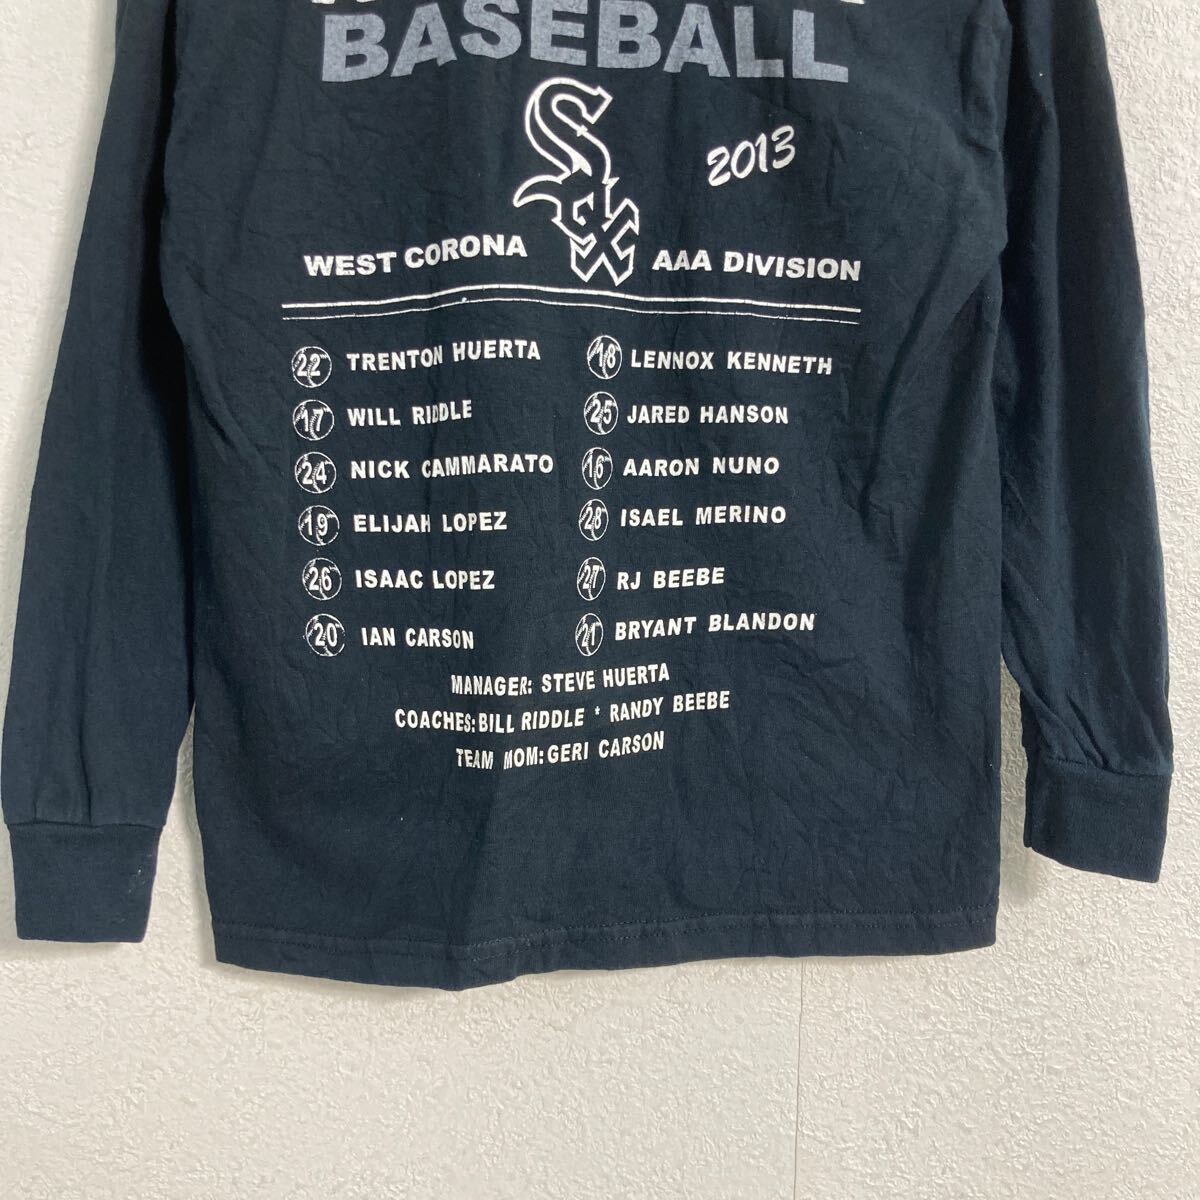 BASEBALL
Sox
2013
WEST CORONA
AAA DIVISION
22 TRENTON HUERTA
17 WILL RIDDLE
24 NICK CAMMARATO
19 ELIJAH LOPEZ
26 ISAAC LOPEZ
20 IAN CARSON
18 LENNOX KENNETH
25 JARED HANSON
16 AARON NUNO
28 ISAEL MERINO
27 RJ BEEBE
21 BRYANT BLANDON
MANAGER: STEVE HUERTA
COACHES: BILL RIDDLE * RANDY BEEBE
TEAM MOM: GERI CARSON